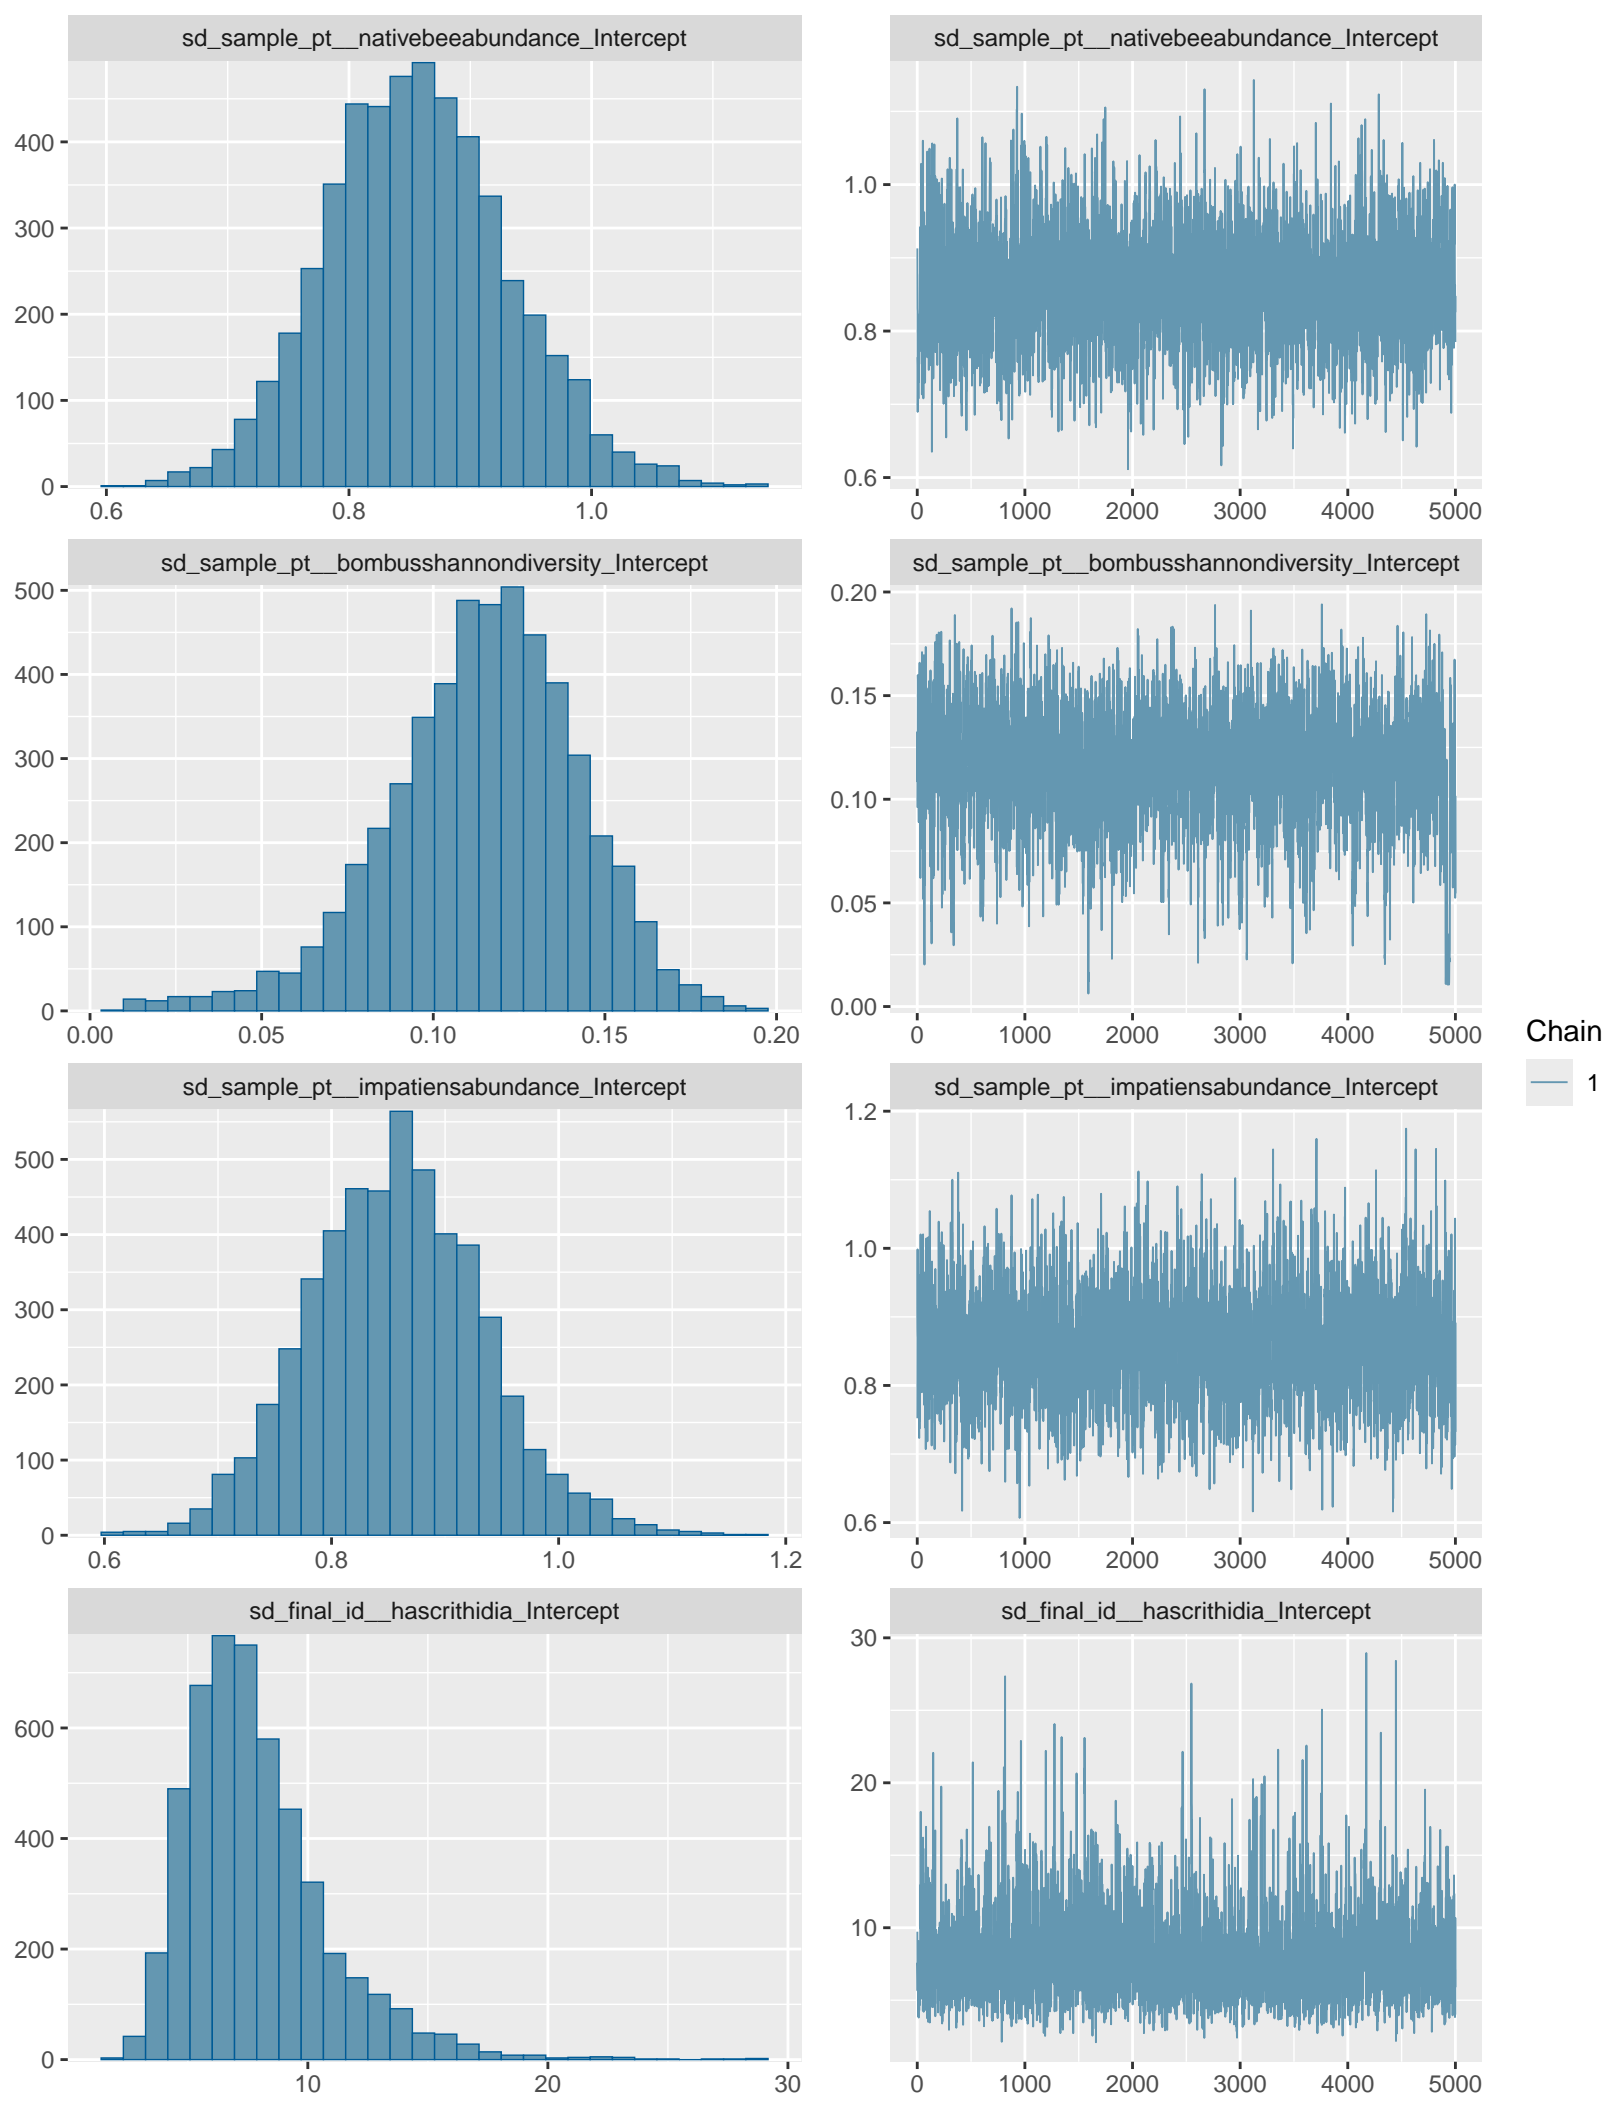 sd_sample_pt__nativebeeabundance_Intercept
400
300
200
100
0
0.6 0.8 1.0
sd_sample_pt__nativebeeabundance_Intercept
1.0
0.8
0.6
0 1000 2000 3000 4000 5000
sd_sample_pt__bombusshannondiversity_Intercept
500
400
300
200
100
0
0.00 0.05 0.10 0.15 0.20
sd_sample_pt__bombusshannondiversity_Intercept
0.20
0.15
0.10
0.05
0.00
0 1000 2000 3000 4000 5000
sd_sample_pt__impatiensabundance_Intercept
500
400
300
200
100
0
0.6 0.8 1.0 1.2
sd_sample_pt__impatiensabundance_Intercept
1.2
1.0
0.8
0.6
0 1000 2000 3000 4000 5000
sd_final_id__hascrithidia_Intercept
600
400
200
0
10 20 30
sd_final_id__hascrithidia_Intercept
30
20
10
0 1000 2000 3000 4000 5000
Chain
1